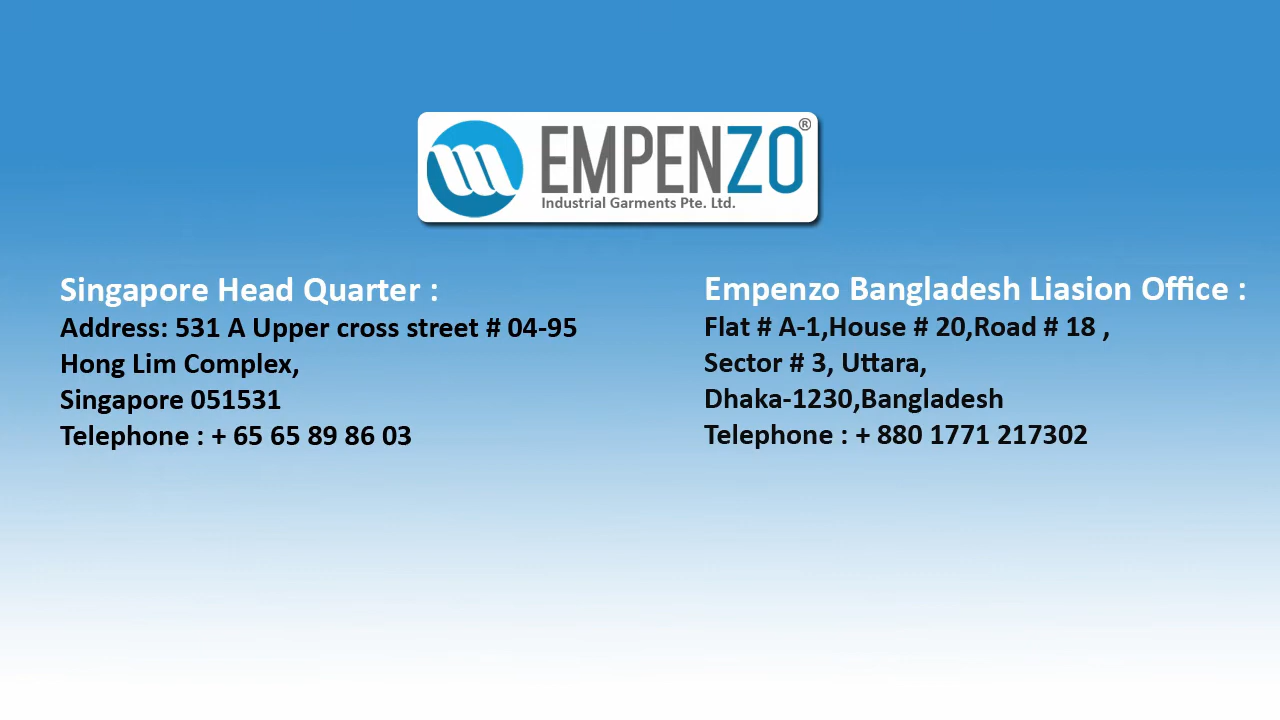 EMPENZO®
Industrial Garments Pte. Ltd.
Singapore Head Quarter :
Address: 531 A Upper cross street # 04-95
Hong Lim Complex,
Singapore 051531
Telephone : + 65 65 89 86 03
Empenzo Bangladesh Liasion Office :
Flat # A-1,House # 20,Road # 18 ,
Sector # 3, Uttara,
Dhaka-1230,Bangladesh
Telephone : + 880 1771 217302